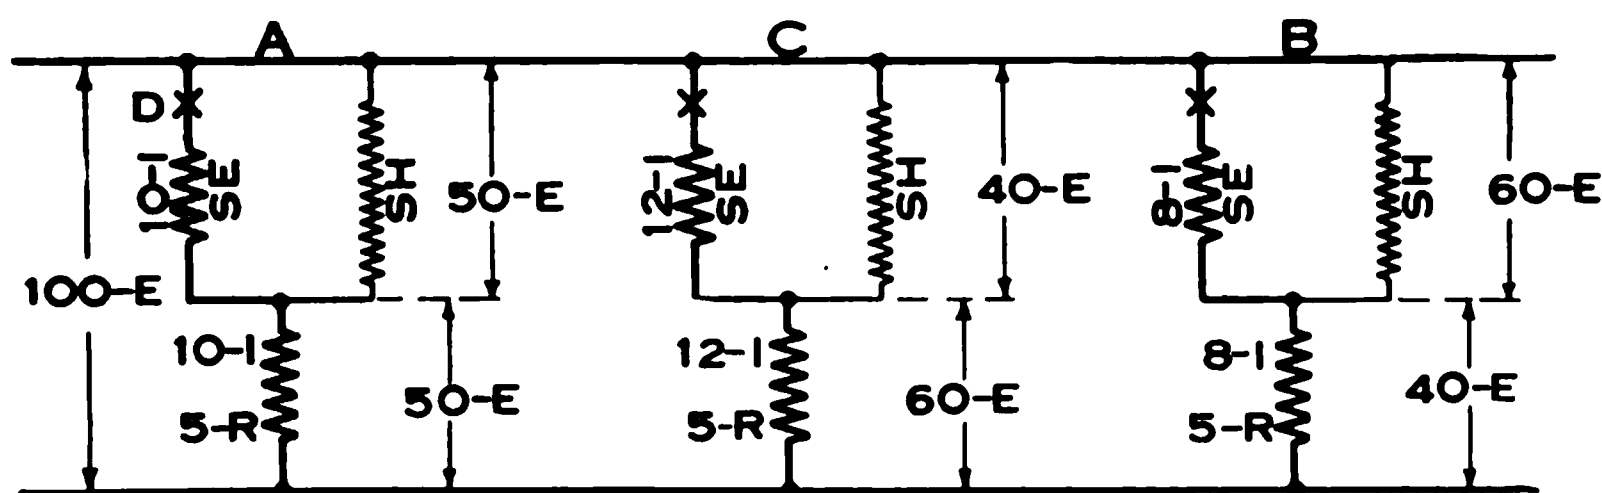 A
C
B
D
10-I
SE
SH
50-E
100-E
10-I
5-R
50-E
12-I
SE
SH
40-E
12-I
5-R
60-E
8-I
SE
SH
60-E
8-I
5-R
40-E